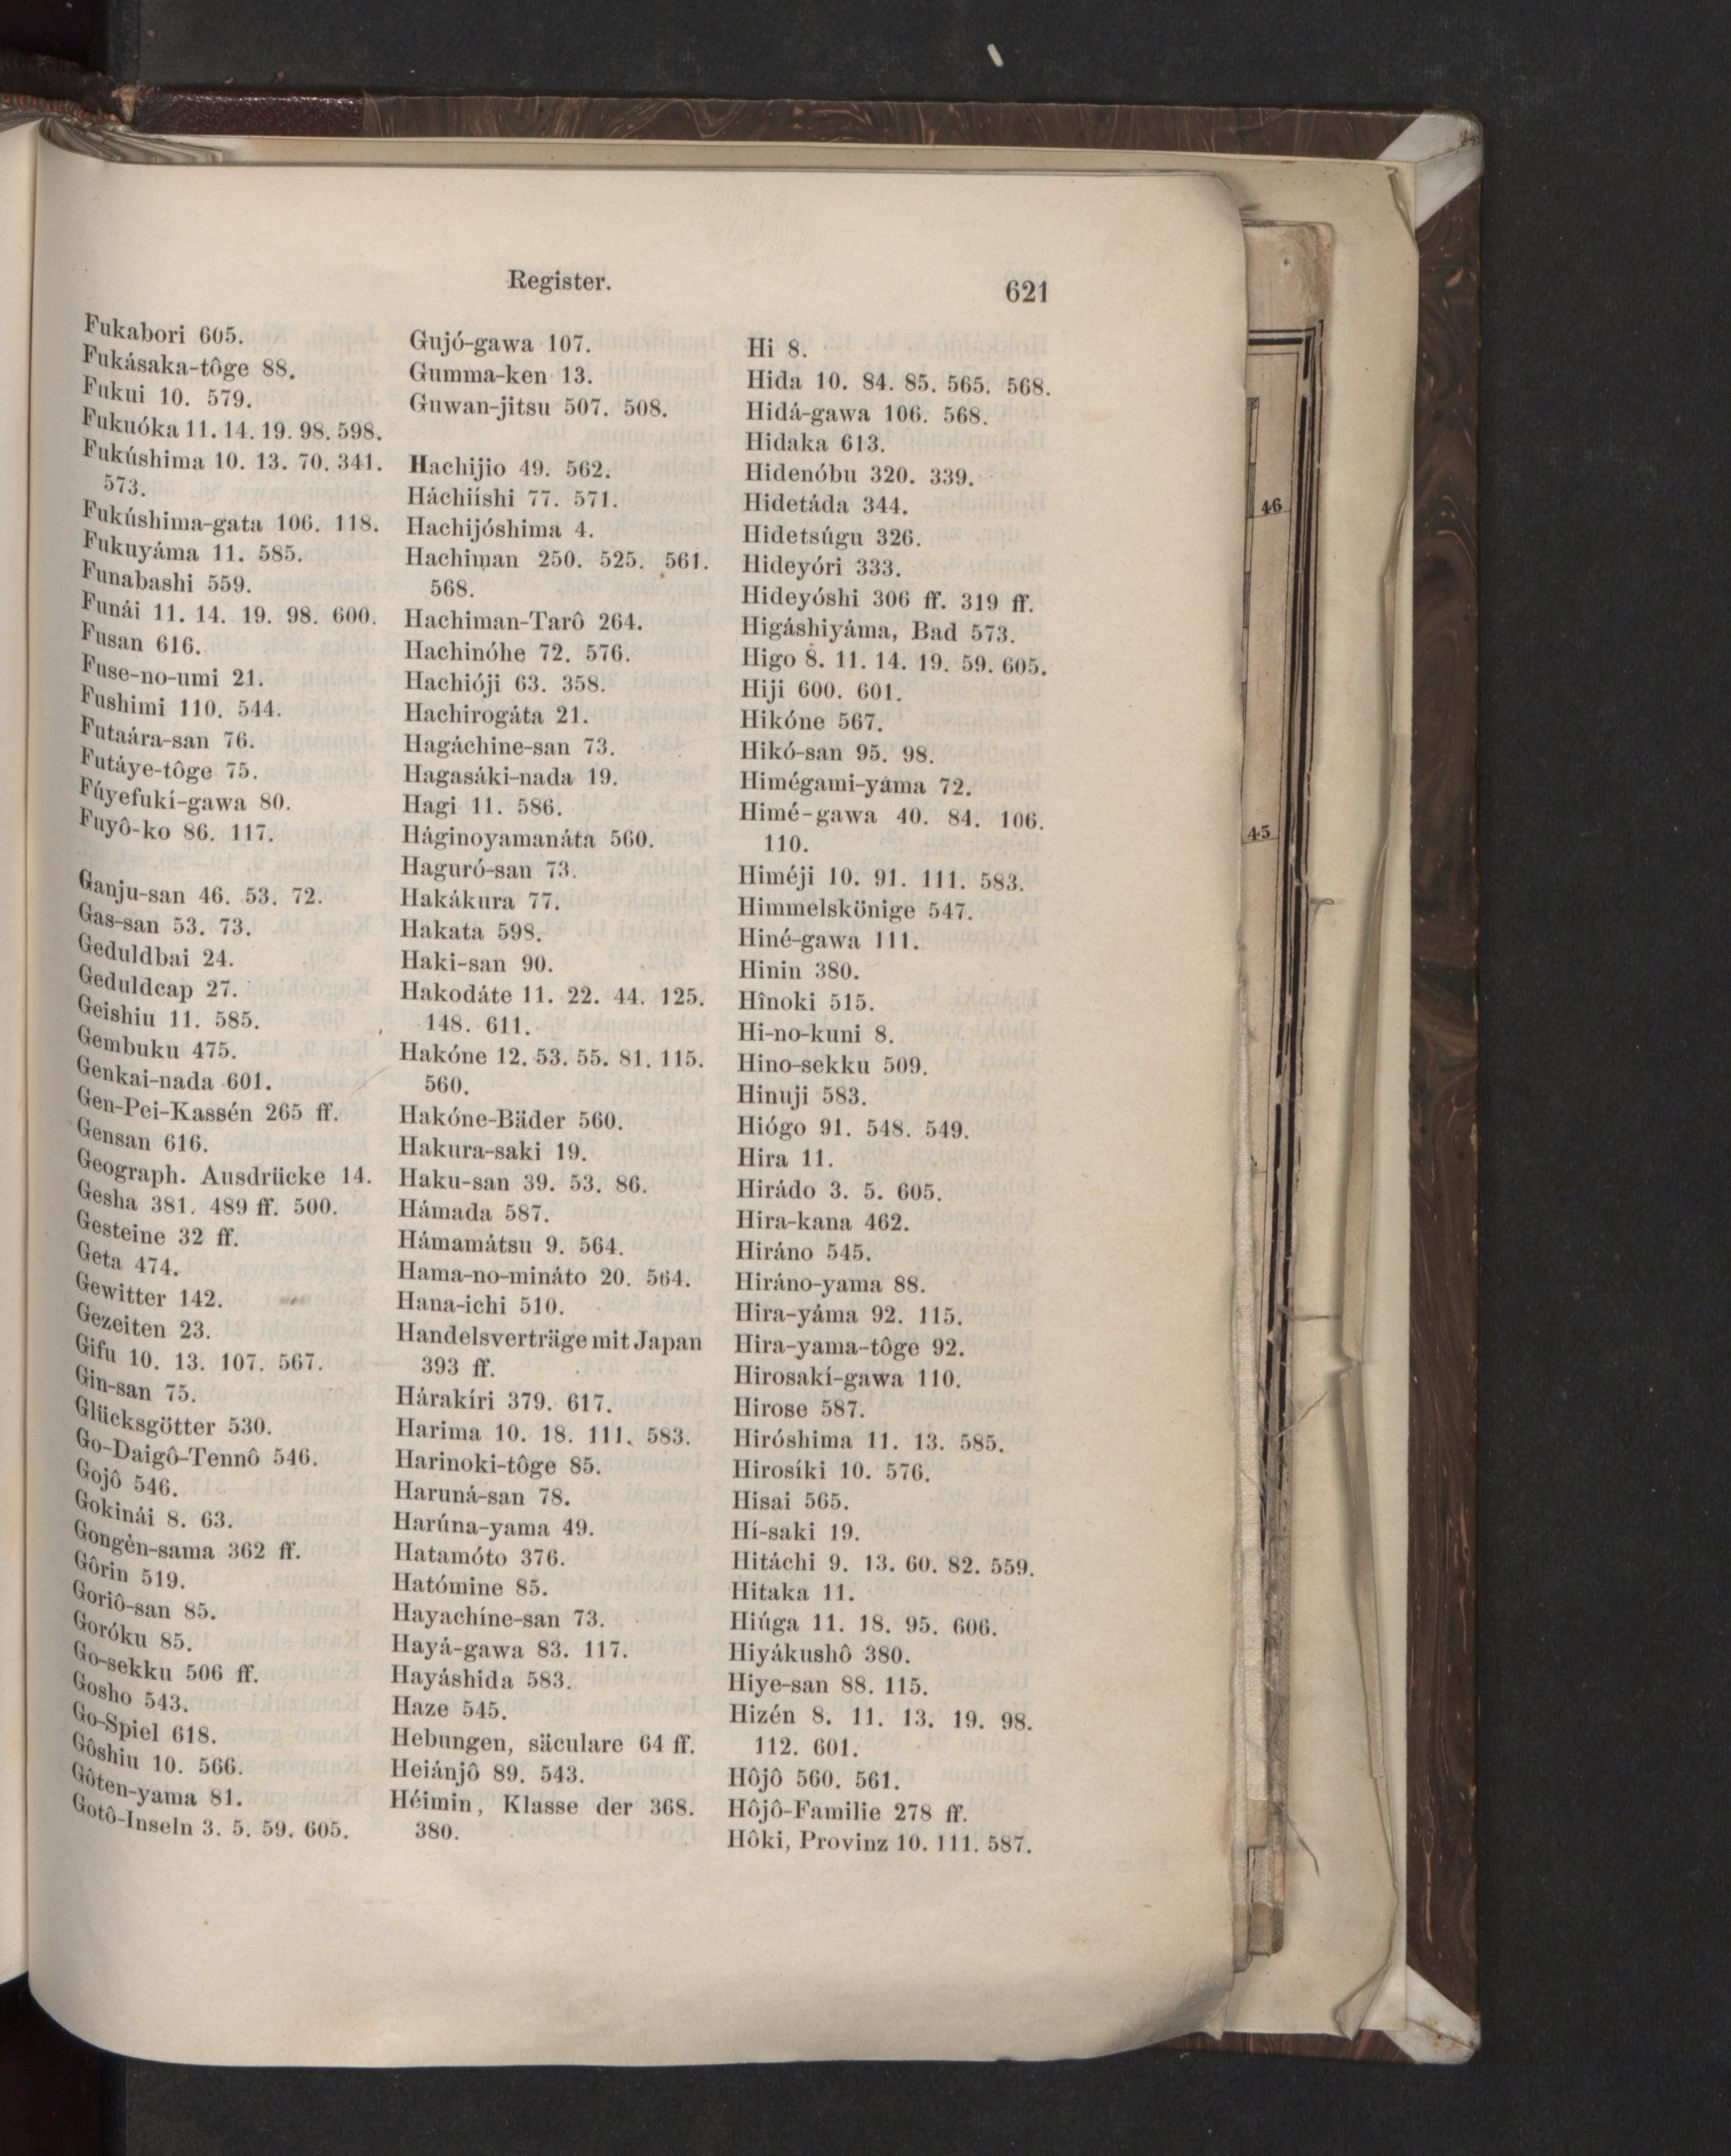 Register.
621
Fukabori 605.
Fukásaka-tôge 88.
Fukui 10. 579.
Fukuóka 11. 14. 19. 98. 598.
Fukúshima 10. 13. 70. 341.
573.
Fukúshima-gata 106. 118.
Fukuyáma 11. 585.
Funabashi 559.
Funái 11. 14. 19. 98. 600.
Fusan 616.
Fuse-no-umi 21.
Fushimi 110. 544.
Futaára-san 76.
Futáye-tôge 75.
Fúyefukí-gawa 80.
Fuyô-ko 86. 117.
Ganju-san 46. 53. 72.
Gas-san 53. 73.
Geduldbai 24.
Geduldcap 27.
Geishiu 11. 585.
Gembuku 475.
Genkai-nada 601.
Gen-Pei-Kassén 265 ff.
Gensan 616.
Geograph. Ausdrücke 14.
Gesha 381. 489 ff. 500.
Gesteine 32 ff.
Geta 474.
Gewitter 142.
Gezeiten 23.
Gifu 10. 13. 107. 567.
Gin-san 75.
Glücksgötter 530.
Go-Daigô-Tennô 546.
Gojô 546.
Gokinái 8. 63.
Gongén-sama 362 ff.
Gôrin 519.
Goriô-san 85.
Goróku 85.
Go-sekku 506 ff.
Gosho 543.
Go-Spiel 618.
Gôshiu 10. 566.
Gôten-yama 81.
Gotô-Inseln 3. 5. 59. 605.
Gujó-gawa 107.
Gumma-ken 13.
Guwan-jitsu 507. 508.
Hachijio 49. 562.
Háchiíshi 77. 571.
Hachijóshima 4.
Hachiman 250. 525. 561.
568.
Hachiman-Tarô 264.
Hachinóhe 72. 576.
Hachióji 63. 358.
Hachirogáta 21.
Hagáchine-san 73.
Hagasáki-nada 19.
Hagi 11. 586.
Háginoyamanáta 560.
Haguró-san 73.
Hakákura 77.
Hakata 598.
Haki-san 90.
Hakodáte 11. 22. 44. 125.
148. 611.
Hakóne 12. 53. 55. 81. 115.
560.
Hakóne-Bäder 560.
Hakura-saki 19.
Haku-san 39. 53. 86.
Hámada 587.
Hámamátsu 9. 564.
Hama-no-mináto 20. 564.
Hana-ichi 510.
Handelsverträge mit Japan
393 ff.
Hárakíri 379. 617.
Harima 10. 18. 111. 583.
Harinoki-tôge 85.
Haruná-san 78.
Harúna-yama 49.
Hatamóto 376.
Hatómine 85.
Hayachíne-san 73.
Hayá-gawa 83. 117.
Hayáshida 583.
Haze 545.
Hebungen, säculare 64 ff.
Heiánjô 89. 543.
Héimin, Klasse der 368.
380.
Hi 8.
Hida 10. 84. 85. 565. 568.
Hidá-gawa 106. 568.
Hidaka 613.
Hidenóbu 320. 339.
Hidetáda 344.
Hidetsúgu 326.
Hideyóri 333.
Hideyóshi 306 ff. 319 ff.
Higáshiyáma, Bad 573.
Higo 8. 11. 14. 19. 59. 605.
Hiji 600. 601.
Hikóne 567.
Hikó-san 95. 98.
Himégami-yáma 72.
Himé-gawa 40. 84. 106.
110.
Himéji 10. 91. 111. 583.
Himmelskönige 547.
Hiné-gawa 111.
Hinin 380.
Hînoki 515.
Hi-no-kuni 8.
Hino-sekku 509.
Hinuji 583.
Hiógo 91. 548. 549.
Hira 11.
Hirádo 3. 5. 605.
Hira-kana 462.
Hiráno 545.
Hiráno-yama 88.
Hira-yáma 92. 115.
Hira-yama-tôge 92.
Hirosakí-gawa 110.
Hirose 587.
Hiróshima 11. 13. 585.
Hirosíki 10. 576.
Hisai 565.
Hí-saki 19.
Hitáchi 9. 13. 60. 82. 559.
Hitaka 11.
Hiúga 11. 18. 95. 606.
Hiyákushô 380.
Hiye-san 88. 115.
Hizén 8. 11. 13. 19. 98.
112. 601.
Hôjô 560. 561.
Hôjô-Familie 278 ff.
Hôki, Provinz 10. 111. 587.
46
45